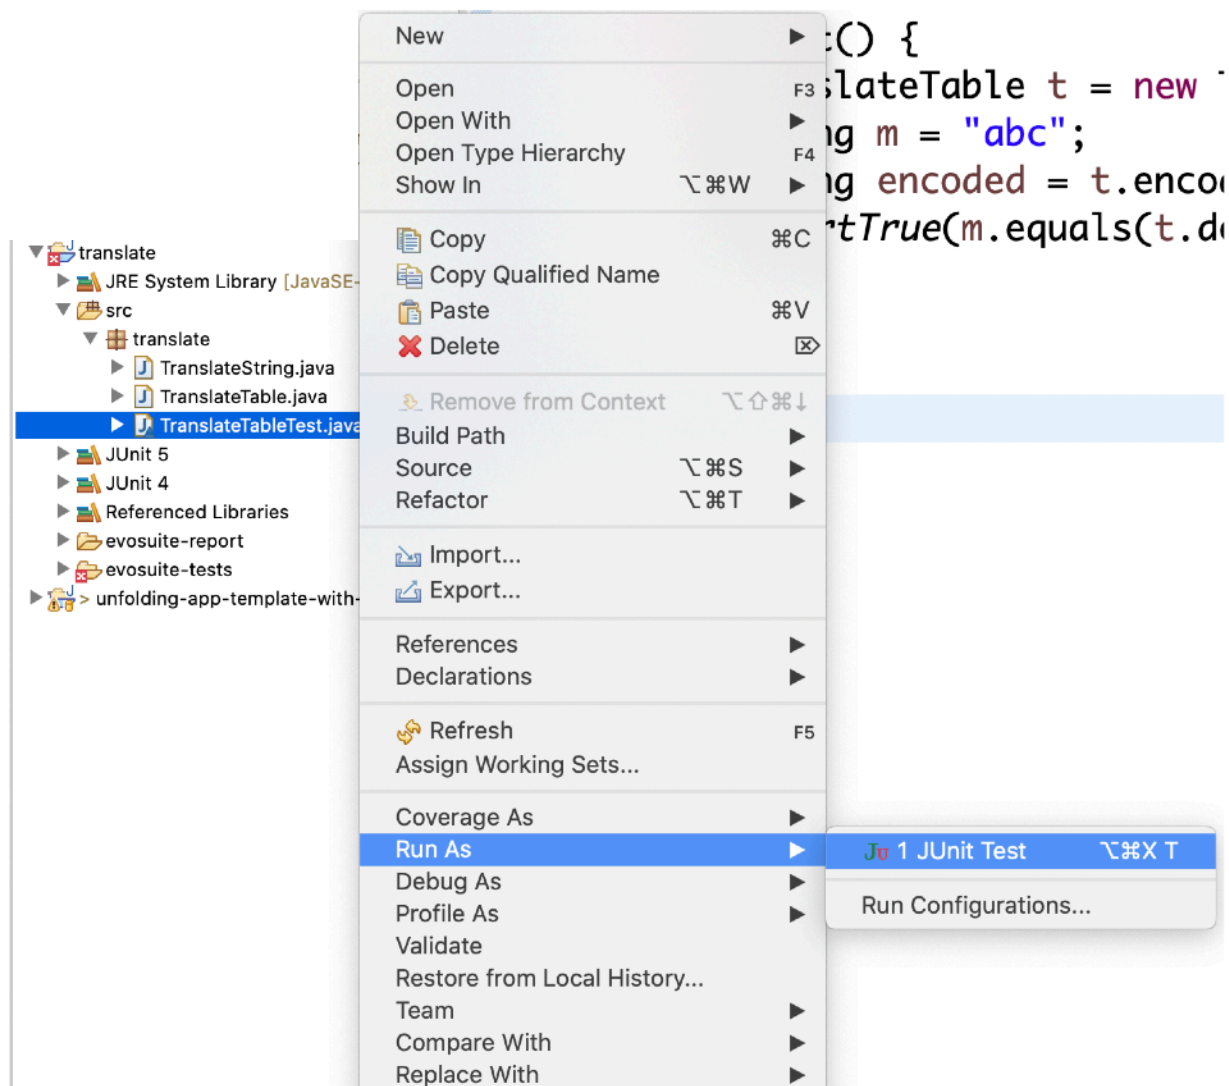 t() {
slateTable t = new
ng m = "abc";
ng encoded = t.enco
rtTrue(m.equals(t.d
translate
JRE System Library [JavaSE-
src
translate
TranslateString.java
TranslateTable.java
TranslateTableTest.java
JUnit 5
JUnit 4
Referenced Libraries
evosuite-report
evosuite-tests
> unfolding-app-template-with-
New
Open F3
Open With
Open Type Hierarchy F4
Show In ⌥⌘W
Copy ⌘C
Copy Qualified Name
Paste ⌘V
Delete ⌦
Remove from Context ⌥⇧⌘↓
Build Path
Source ⌥⌘S
Refactor ⌥⌘T
Import...
Export...
References
Declarations
Refresh F5
Assign Working Sets...
Coverage As
Run As
Debug As
Profile As
Validate
Restore from Local History...
Team
Compare With
Replace With
Ju 1 JUnit Test ⌥⌘X T
Run Configurations...